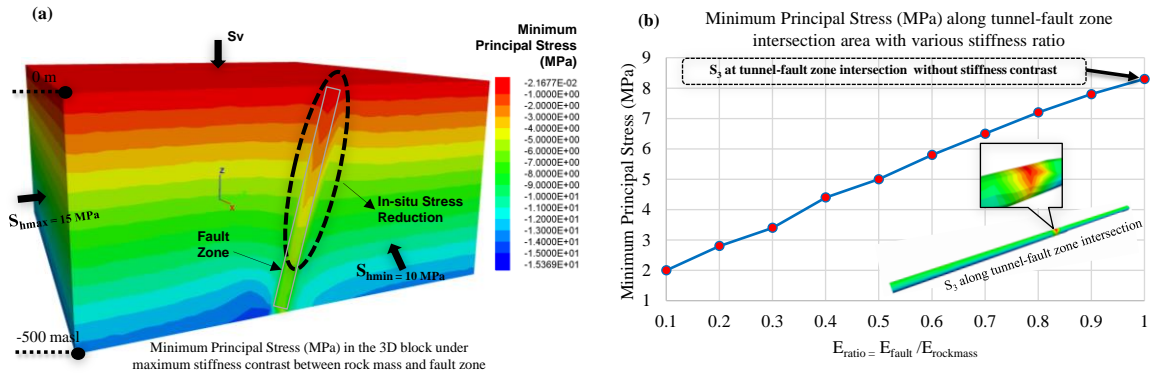 (a)
Sv
0 m
S_hmax = 15 MPa
-500 masl
z
x
Fault
Zone
In-situ Stress
Reduction
S_hmin = 10 MPa
Minimum
Principal Stress
(MPa)
-2.1677E-02
-1.0000E+00
-2.0000E+00
-3.0000E+00
-4.0000E+00
-5.0000E+00
-6.0000E+00
-7.0000E+00
-8.0000E+00
-9.0000E+00
-1.0000E+01
-1.1000E+01
-1.2000E+01
-1.3000E+01
-1.4000E+01
-1.5000E+01
-1.5369E+01
Minimum Principal Stress (MPa) in the 3D block under
maximum stiffness contrast between rock mass and fault zone
(b)
Minimum Principal Stress (MPa) along tunnel-fault zone
intersection area with various stiffness ratio
Minimum Principal Stress (MPa)
9
8
7
6
5
4
3
2
1
S_3 at tunnel-fault zone intersection without stiffness contrast
S_3 along tunnel-fault zone intersection
0.1 0.2 0.3 0.4 0.5 0.6 0.7 0.8 0.9 1
E_ratio = E_fault /E_rockmass